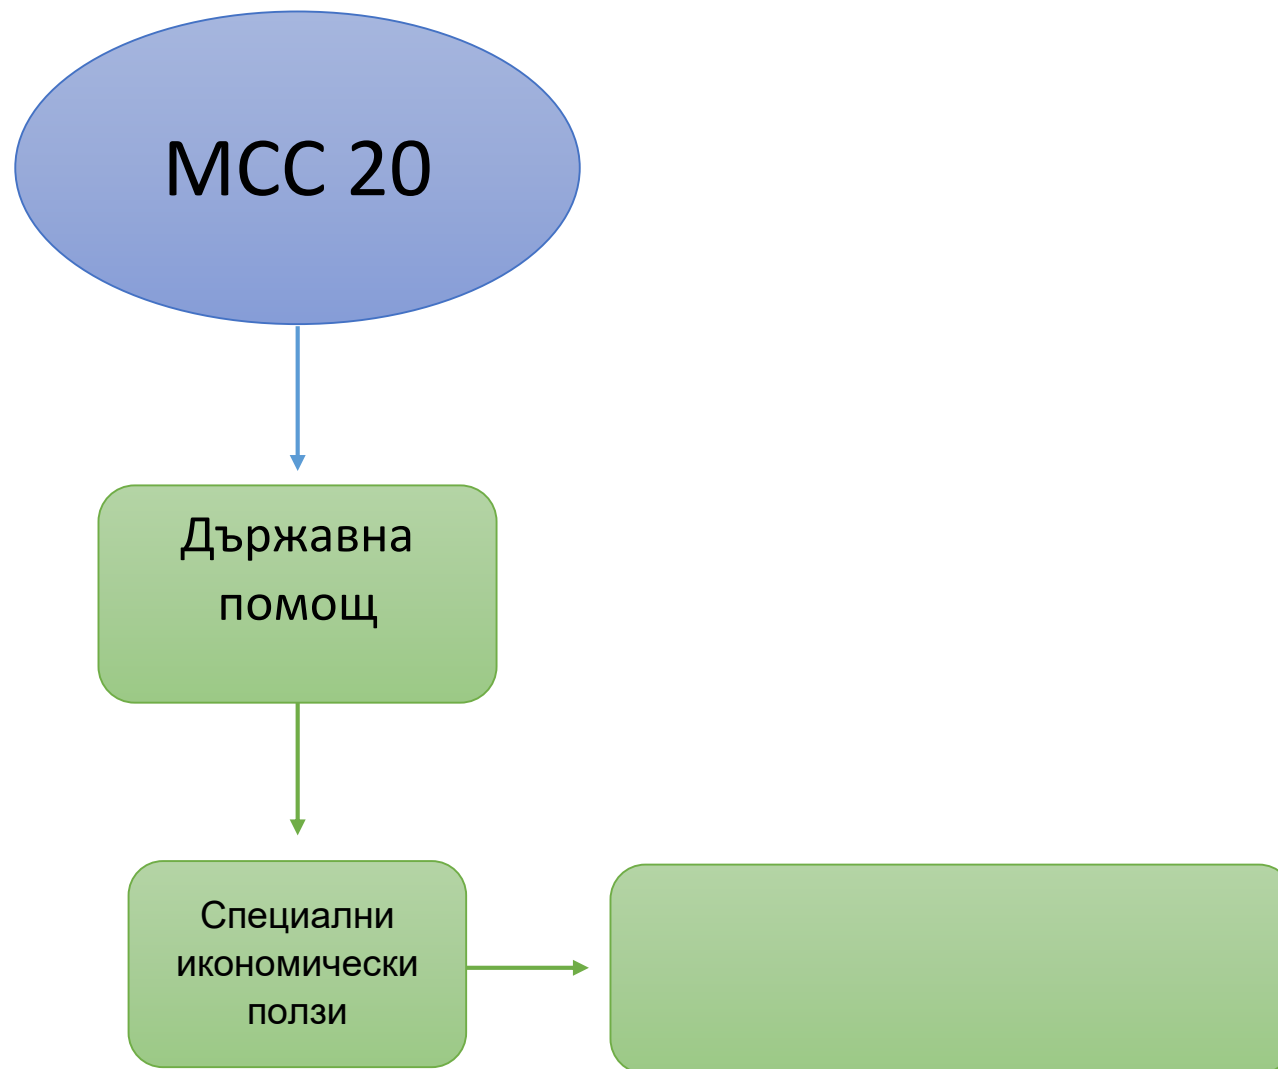 МСС 20
Държавна
помощ
Специални
икономически
ползи